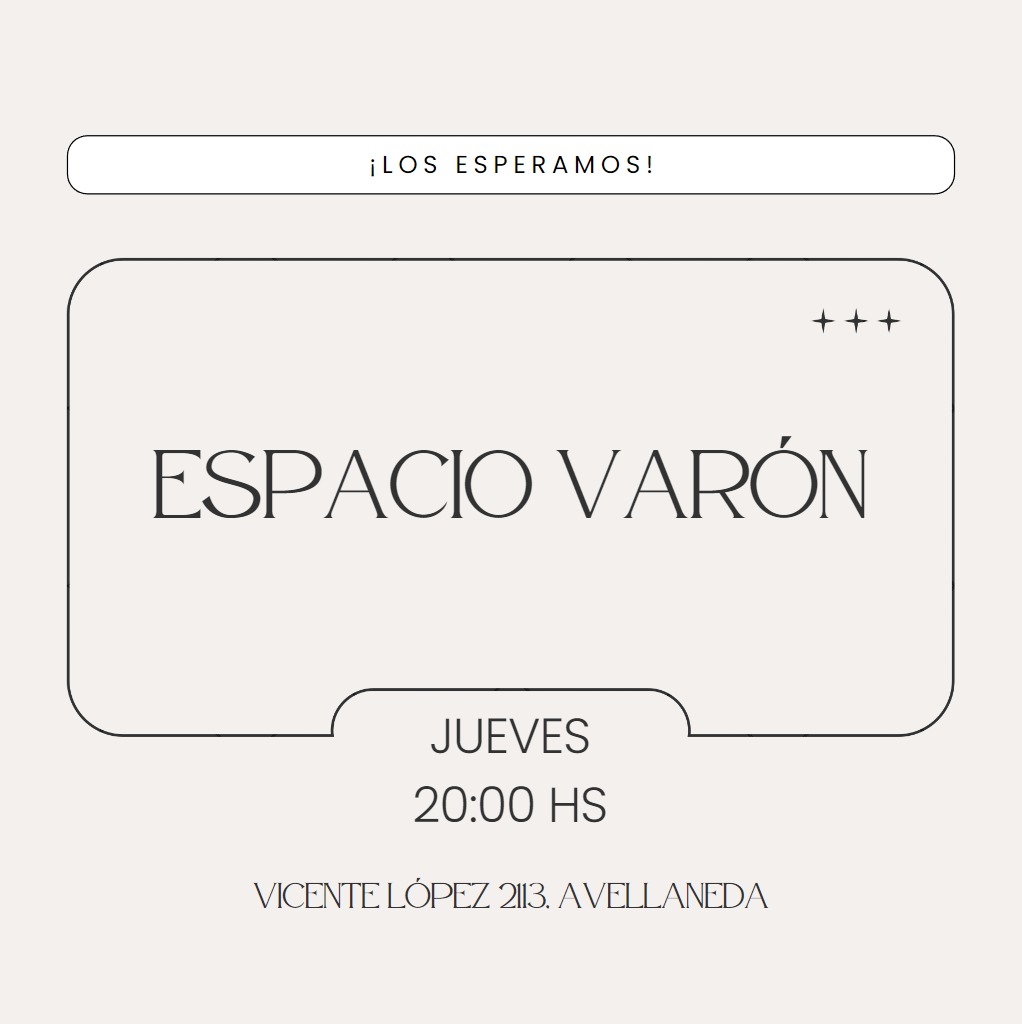 ¡LOS ESPERAMOS!
ESPACIO VARÓN
JUEVES
20:00 HS
VICENTE LÓPEZ 2113, AVELLANEDA